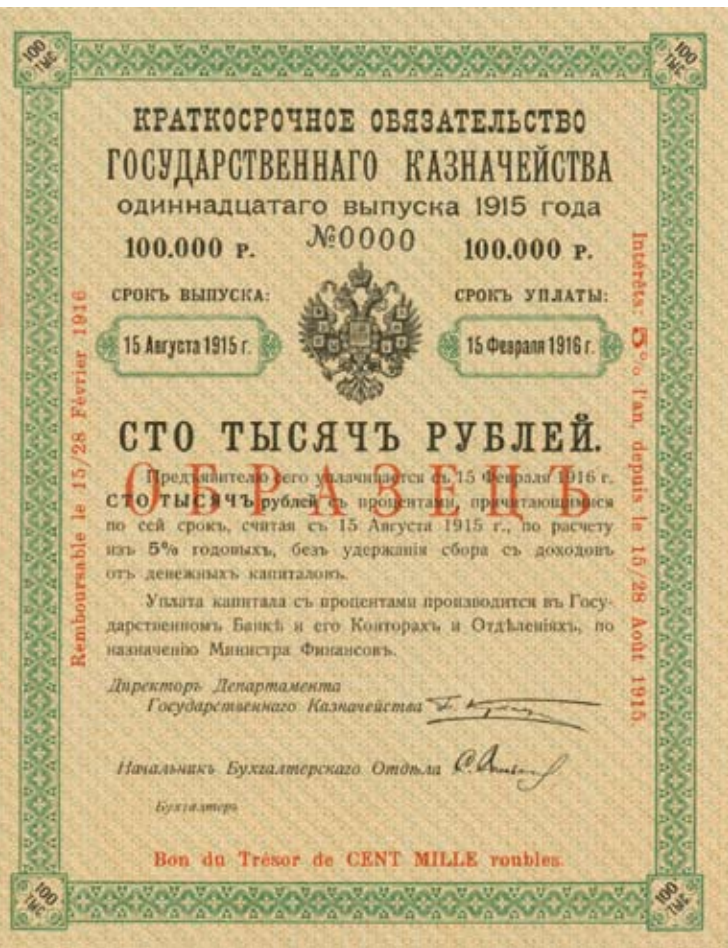 100 ТЫС
100 ТЫС
КРАТКОСРОЧНОЕ ОБЯЗАТЕЛЬСТВО
ГОСУДАРСТВЕННАГО КАЗНАЧЕЙСТВА
одиннадцатаго выпуска 1915 года
100.000 р. №0000 100.000 р.
СРОКЪ ВЫПУСКА: СРОКЪ УПЛАТЫ:
15 Августа 1915 г. 15 Февраля 1916 г.
СТО ТЫСЯЧЪ РУБЛЕЙ.
ОБРАЗЕЦЪ
Предъявителю сего уплачивается съ 15 Февраля 1916 г.
СТО ТЫСЯЧЪ рублей съ процентами, причитающимися
по сей срокъ, считая съ 15 Августа 1915 г., по расчету
изъ 5% годовыхъ, безъ удержанія сбора съ доходовъ
отъ денежныхъ капиталовъ.
Уплата капитала съ процентами производится въ Госу-
дарственномъ Банкѣ и его Конторахъ и Отдѣленіяхъ, по
назначенію Министра Финансовъ.
Директоръ Департамента
Государственнаго Казначейства
Начальникъ Бухгалтерскаго Отдѣла
Бухгалтеръ
Bon du Trésor de CENT MILLE roubles.
Remboursable le 15/28 Février 1916
Intérêts: 5% l'an, depuis le 15/28 Août 1915.
100 ТЫС
100 ТЫС